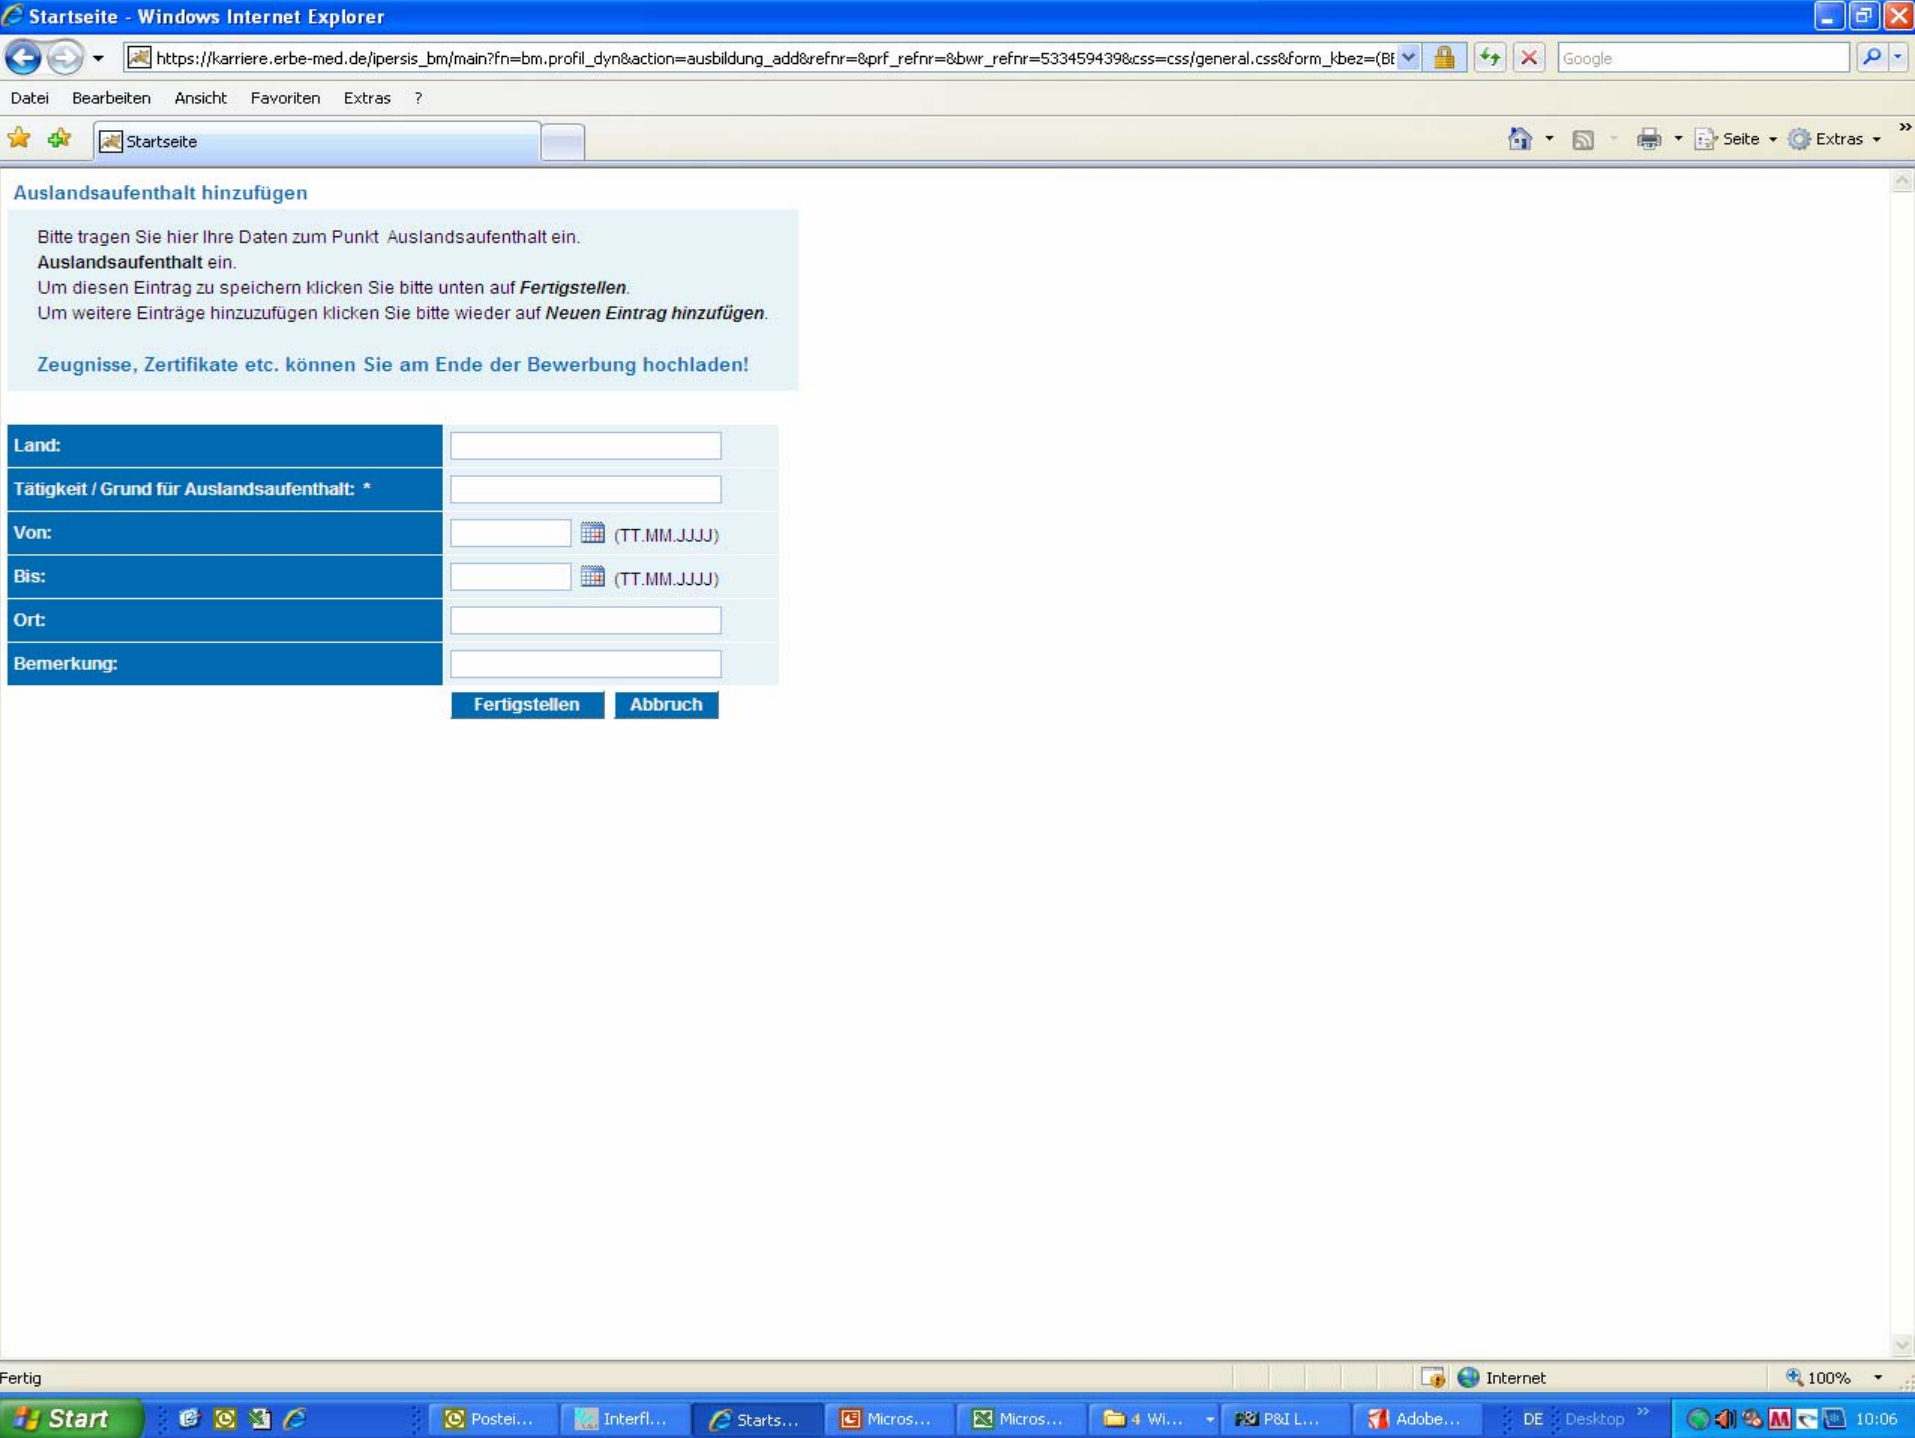 Startseite - Windows Internet Explorer
https://karriere.erbe-med.de/ipersis_bm/main?fn=bm.profil_dyn&action=ausbildung_add&refnr=&prf_refnr=&bwr_refnr=533459439&css=css/general.css&form_kbez=(BE
Google
Datei Bearbeiten Ansicht Favoriten Extras ?
Startseite
Seite Extras »
Auslandsaufenthalt hinzufügen
Bitte tragen Sie hier Ihre Daten zum Punkt Auslandsaufenthalt ein.
Auslandsaufenthalt ein.
Um diesen Eintrag zu speichern klicken Sie bitte unten auf Fertigstellen.
Um weitere Einträge hinzuzufügen klicken Sie bitte wieder auf Neuen Eintrag hinzufügen.
Zeugnisse, Zertifikate etc. können Sie am Ende der Bewerbung hochladen!
Land:
Tätigkeit / Grund für Auslandsaufenthalt: *
Von: (TT.MM.JJJJ)
Bis: (TT.MM.JJJJ)
Ort:
Bemerkung:
Fertigstellen Abbruch
Fertig Internet 100%
Start Postei... Interfl... Starts... Micros... Micros... 4 Wi... P&I L... Adobe... DE Desktop » 10:06